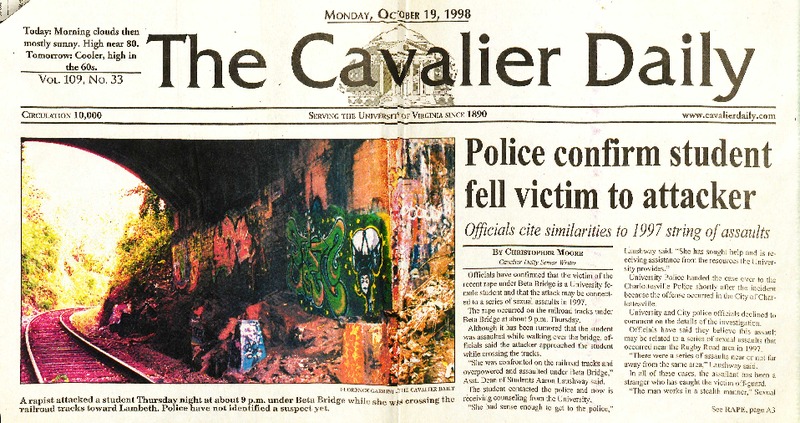 MONDAY, OCTOBER 19, 1998
Today: Morning clouds then
mostly sunny. High near 80.
Tomorrow: Cooler, high in
the 60s.
VOL. 109, NO. 33
The Cavalier Daily
CIRCULATION 10,000
SERVING THE UNIVERSITY OF VIRGINIA SINCE 1890
www.cavalierdaily.com
THE CAVALIER DAILY
A rapist attacked a student Thursday night at about 9 p.m. under Beta Bridge while she was crossing the
railroad tracks toward Lambeth. Police have not identified a suspect yet.
Police confirm student
fell victim to attacker
Officials cite similarities to 1997 string of assaults
BY CHRISTOPHER MOORE
Cavalier Daily Senior Writer
Officials have confirmed that the victim of the
recent rape under Beta Bridge is a University fe-
male student and that the attack may be connect-
ed to a series of sexual assaults in 1997.
The rape occurred on the railroad tracks under
Beta Bridge at about 9 p.m. Thursday.
Although it has been rumored that the student
was assaulted while walking over the bridge, of-
ficials said the attacker approached the student
while crossing the tracks.
"She was confronted on the railroad tracks and
overpowered and assaulted under Beta Bridge,"
Asst. Dean of Students Aaron Laushway said.
The student contacted the police and now is
receiving counseling from the University.
"She had sense enough to get to the police,"
Laushway said. "She has sought help and is re-
ceiving assistance from the resources the Univer-
sity provides."
University Police handed the case over to the
Charlottesville Police shortly after the incident
because the offense occurred in the City of Char-
lottesville.
University and City police officials declined to
comment on the details of the investigation.
Officials have said they believe this assault
may be related to a series of sexual assaults that
occurred near the Rugby Road area in 1997.
"There were a series of assaults near or not far
away from the same area," Laushway said.
In all of these cases, the assailant has been a
stranger who has caught the victim off guard.
"The man works in a stealth manner," Sexual
See RAPE, page A3